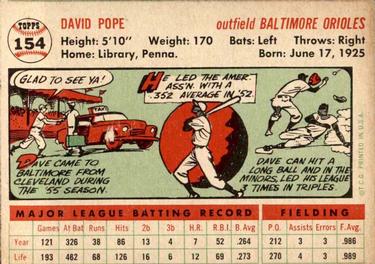 TOPPS
154
DAVID POPE
outfield BALTIMORE ORIOLES
Height: 5'10" Weight: 170 Bats: Left Throws: Right
Home: Library, Penna. Born: June 17, 1925
GLAD TO SEE YA!
DAVE CAME TO
BALTIMORE FROM
CLEVELAND DURING
THE '55 SEASON.
HE LED THE AMER.
ASS'N. WITH A
.352 AVERAGE IN '52.
DAVE CAN HIT A
LONG BALL AND IN THE
MINORS, LED HIS LEAGUE
3 TIMES IN TRIPLES.
©T.C.G. PRINTED IN U.S.A.
MAJOR LEAGUE BATTING RECORD FIELDING
Games At Bat Runs Hits 2b 3b H.R. R.B.I. B. Avg. P.O. Assists Errors F. Avg.
YEAR 121 326 38 86 13 4 7 52 .264 212 3 3 .986
LIFE 193 462 60 126 16 7 12 68 .273 270 4 3 .989